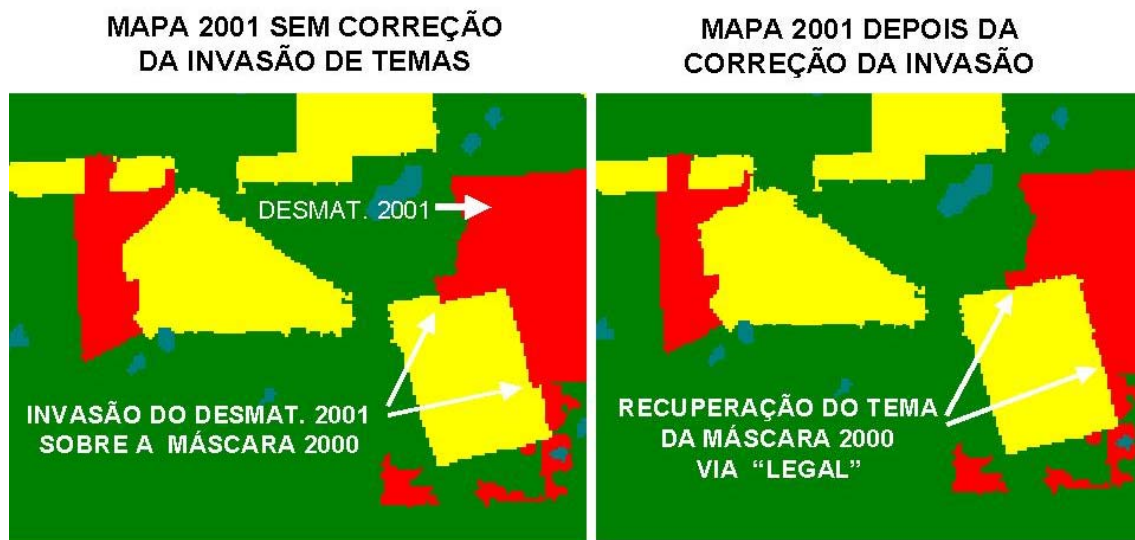 MAPA 2001 SEM CORREÇÃO
DA INVASÃO DE TEMAS
MAPA 2001 DEPOIS DA
CORREÇÃO DA INVASÃO
DESMAT. 2001
INVASÃO DO DESMAT. 2001
SOBRE A MÁSCARA 2000
RECUPERAÇÃO DO TEMA
DA MÁSCARA 2000
VIA “LEGAL”